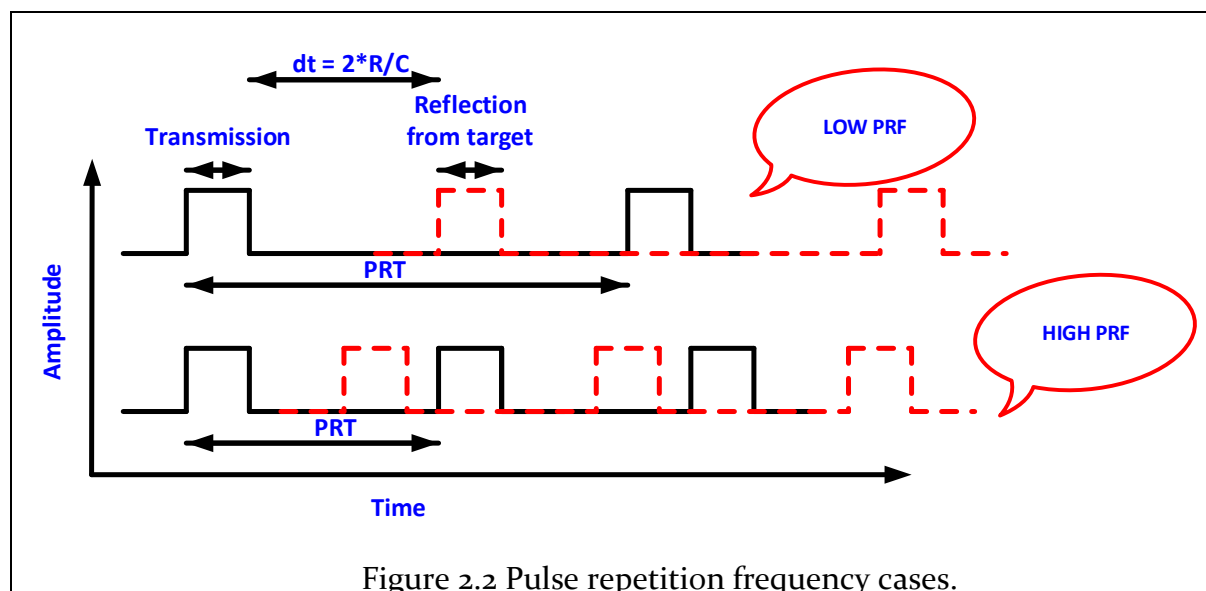 dt = 2*R/C
Reflection
from target
Transmission
LOW PRF
PRT
Amplitude
HIGH PRF
PRT
Time
Figure 2.2 Pulse repetition frequency cases.